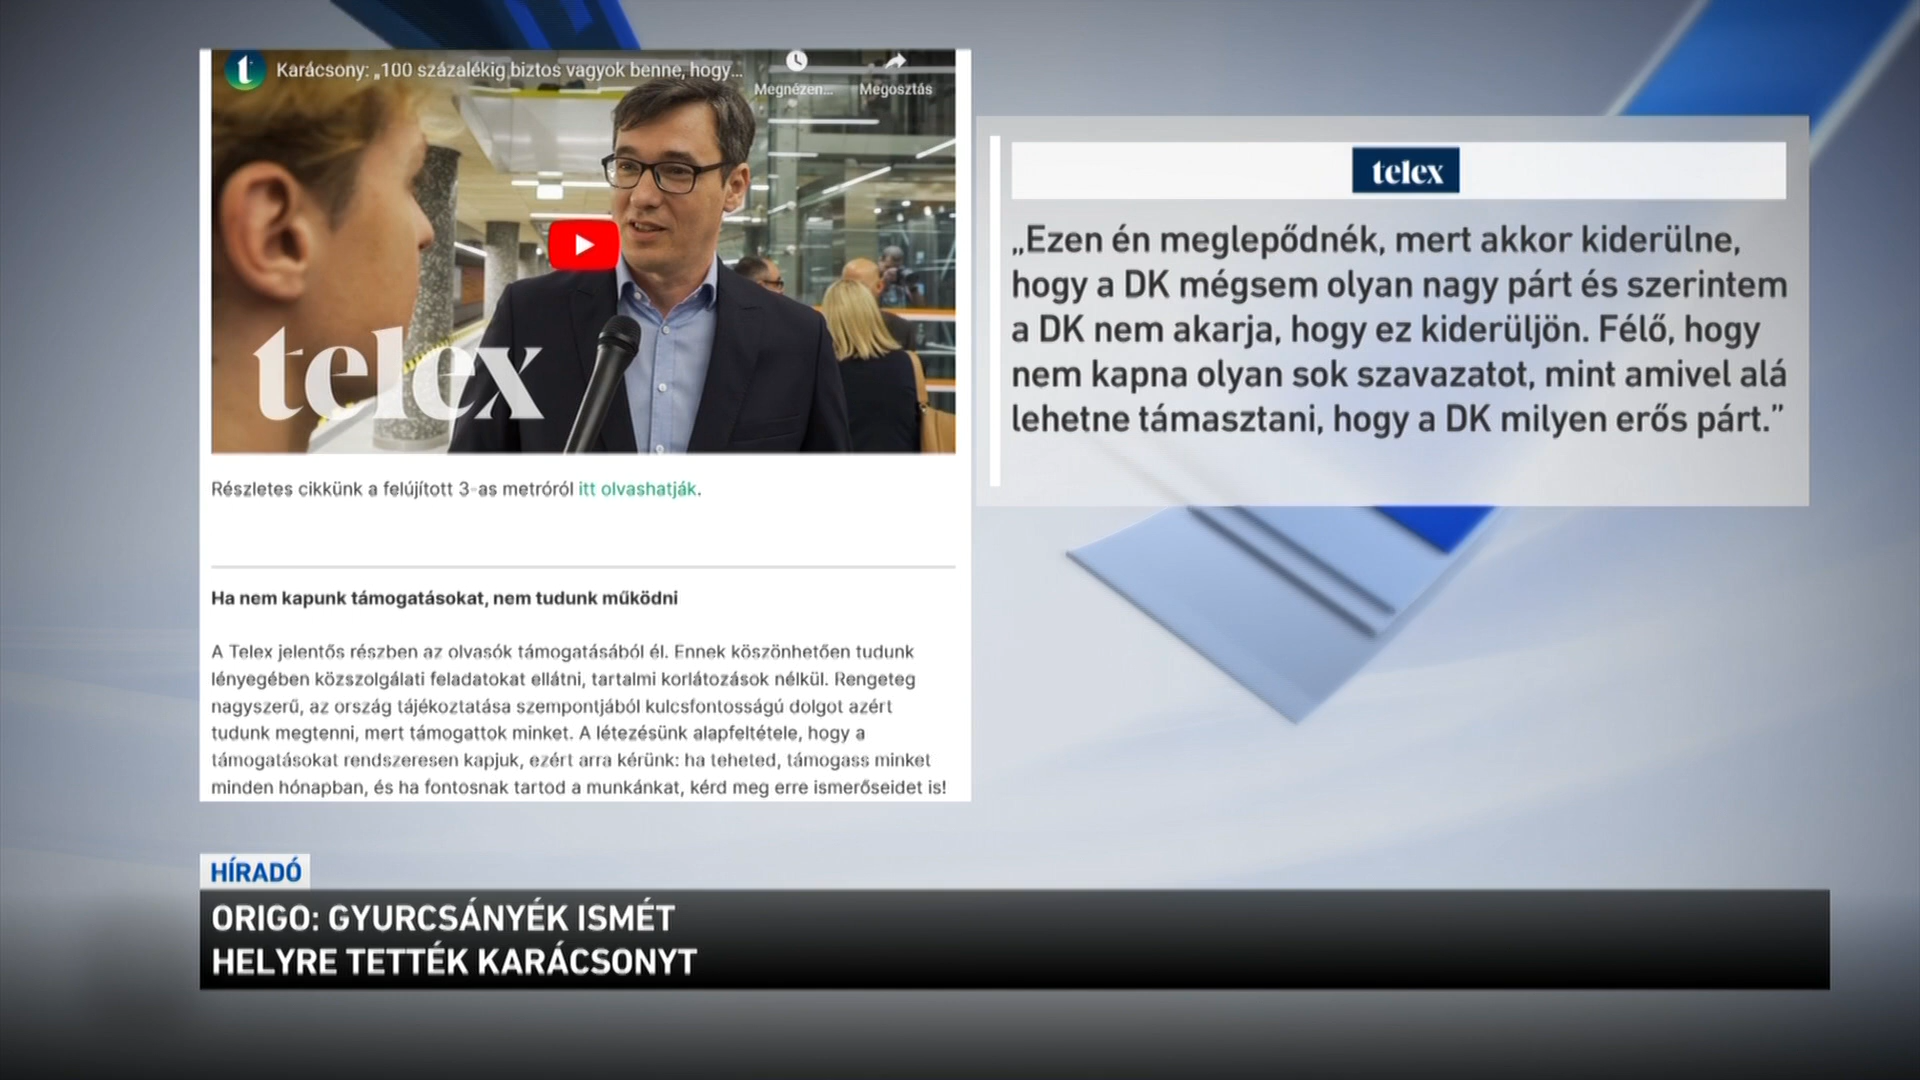 Karácsony: „100 százalékig biztos vagyok benne, hogy...
Megnézen...
Megosztás
telex
Részletes cikkünk a felújított 3-as metróról itt olvashatják.
Ha nem kapunk támogatásokat, nem tudunk működni
A Telex jelentős részben az olvasók támogatásából él. Ennek köszönhetően tudunk
lényegében közszolgálati feladatokat ellátni, tartalmi korlátozások nélkül. Rengeteg
nagyszerű, az ország tájékoztatása szempontjából kulcsfontosságú dolgot azért
tudunk megtenni, mert támogattok minket. A létezésünk alapfeltétele, hogy a
támogatásokat rendszeresen kapjuk, ezért arra kérünk: ha teheted, támogass minket
minden hónapban, és ha fontosnak tartod a munkánkat, kérd meg erre ismerőseidet is!
telex
„Ezen én meglepődnék, mert akkor kiderülne,
hogy a DK mégsem olyan nagy párt és szerintem
a DK nem akarja, hogy ez kiderüljön. Félő, hogy
nem kapna olyan sok szavazatot, mint amivel alá
lehetne támasztani, hogy a DK milyen erős párt.”
HÍRADÓ
ORIGO: GYURCSÁNYÉK ISMÉT
HELYRE TETTÉK KARÁCSONYT